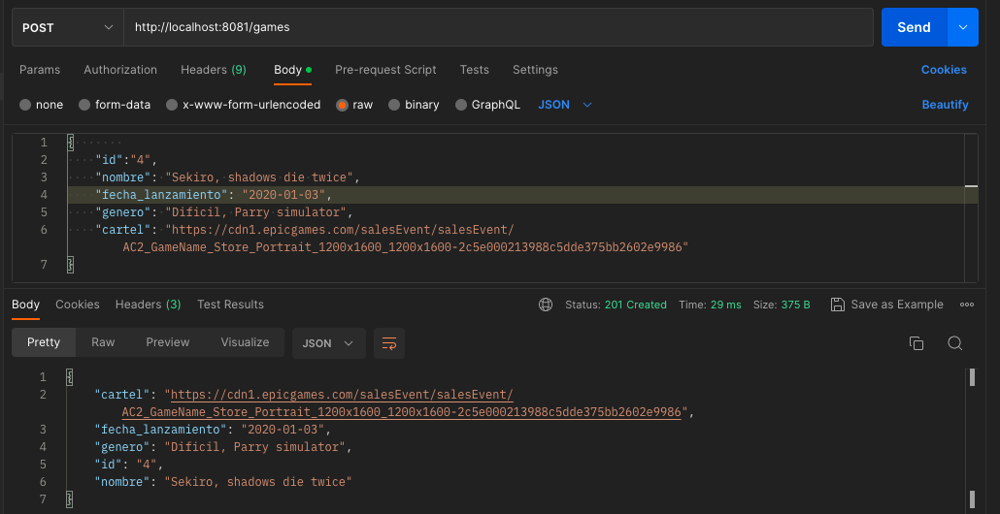 POST http://localhost:8081/games Send
Params Authorization Headers (9) Body Pre-request Script Tests Settings Cookies
none form-data x-www-form-urlencoded raw binary GraphQL JSON Beautify
1 {
2 "id":"4",
3 "nombre": "Sekiro, shadows die twice",
4 "fecha_lanzamiento": "2020-01-03",
5 "genero": "Dificil, Parry simulator",
6 "cartel": "https://cdn1.epicgames.com/salesEvent/salesEvent/
AC2_GameName_Store_Portrait_1200x1600_1200x1600-2c5e000213988c5dde375bb2602e9986"
7 }
Body Cookies Headers (3) Test Results Status: 201 Created Time: 29 ms Size: 375 B Save as Example
Pretty Raw Preview Visualize JSON
1 {
2 "cartel": "https://cdn1.epicgames.com/salesEvent/salesEvent/
AC2_GameName_Store_Portrait_1200x1600_1200x1600-2c5e000213988c5dde375bb2602e9986",
3 "fecha_lanzamiento": "2020-01-03",
4 "genero": "Dificil, Parry simulator",
5 "id": "4",
6 "nombre": "Sekiro, shadows die twice"
7 }